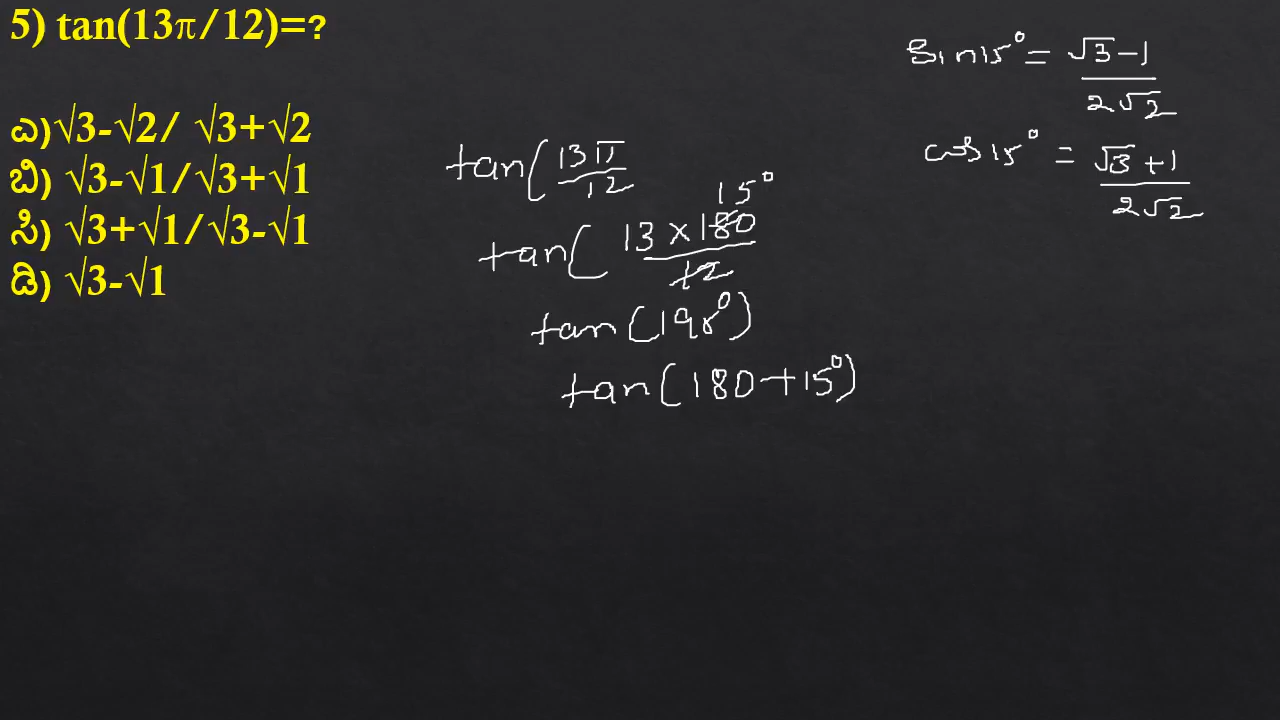 5) tan(13π/12)=?
ಎ)√3-√2/ √3+√2
ಬಿ) √3-√1/√3+√1
ಸಿ) √3+√1/√3-√1
ಡಿ) √3-√1
tan(13π/12
15°
tan(13×180/12
tan(195°)
tan(180+15°)
Sin15° = √3-1/2√2
cos15° = √3+1/2√2